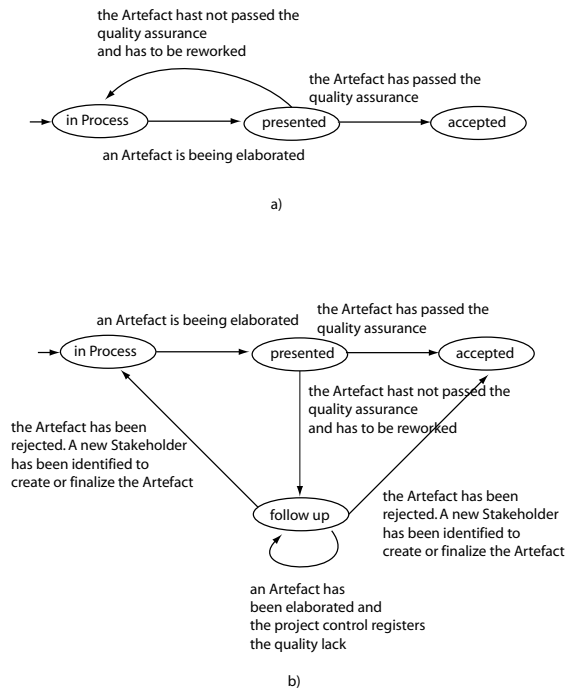 the Artefact hast not passed the
quality assurance
and has to be reworked
the Artefact has passed the
quality assurance
in Process
presented
accepted
an Artefact is beeing elaborated
a)
an Artefact is beeing elaborated
the Artefact has passed the
quality assurance
in Process
presented
accepted
the Artefact hast not passed the
quality assurance
and has to be reworked
the Artefact has been
rejected. A new Stakeholder
has been identified to
create or finalize the Artefact
the Artefact has been
rejected. A new Stakeholder
has been identified to
create or finalize the Artefact
follow up
an Artefact has
been elaborated and
the project control registers
the quality lack
b)